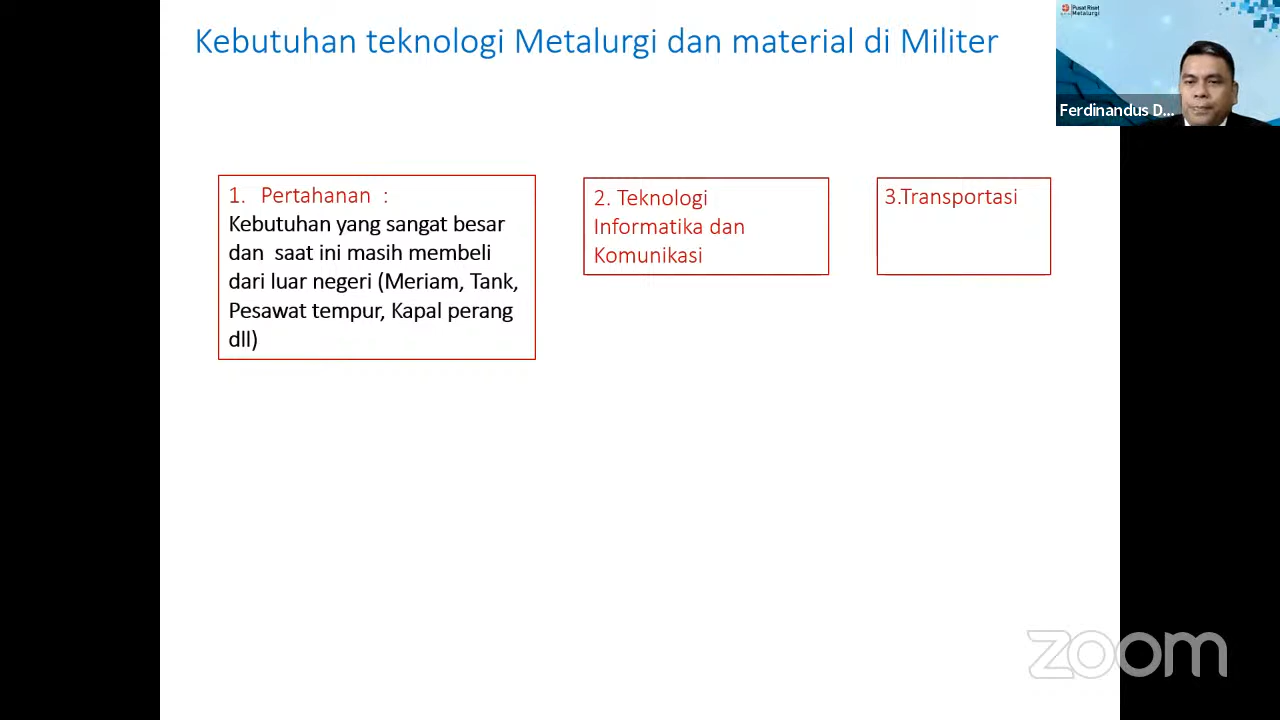 Kebutuhan teknologi Metalurgi dan material di Militer
Pusat Riset
Metalurgi
Ferdinandus D...
1. Pertahanan :
Kebutuhan yang sangat besar
dan saat ini masih membeli
dari luar negeri (Meriam, Tank,
Pesawat tempur, Kapal perang
dll)
2. Teknologi
Informatika dan
Komunikasi
3.Transportasi
zoom